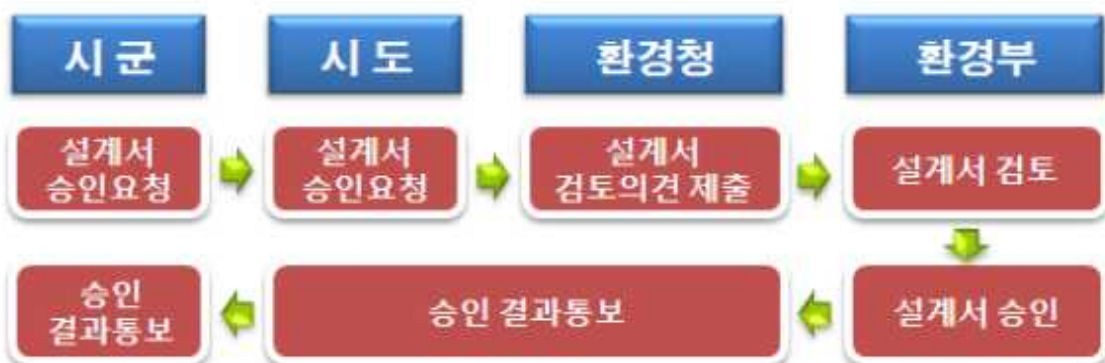 시 군
시 도
환경청
환경부
설계서
승인요청
설계서
승인요청
설계서
검토의견 제출
설계서 검토
승인
결과통보
승인 결과통보
설계서 승인